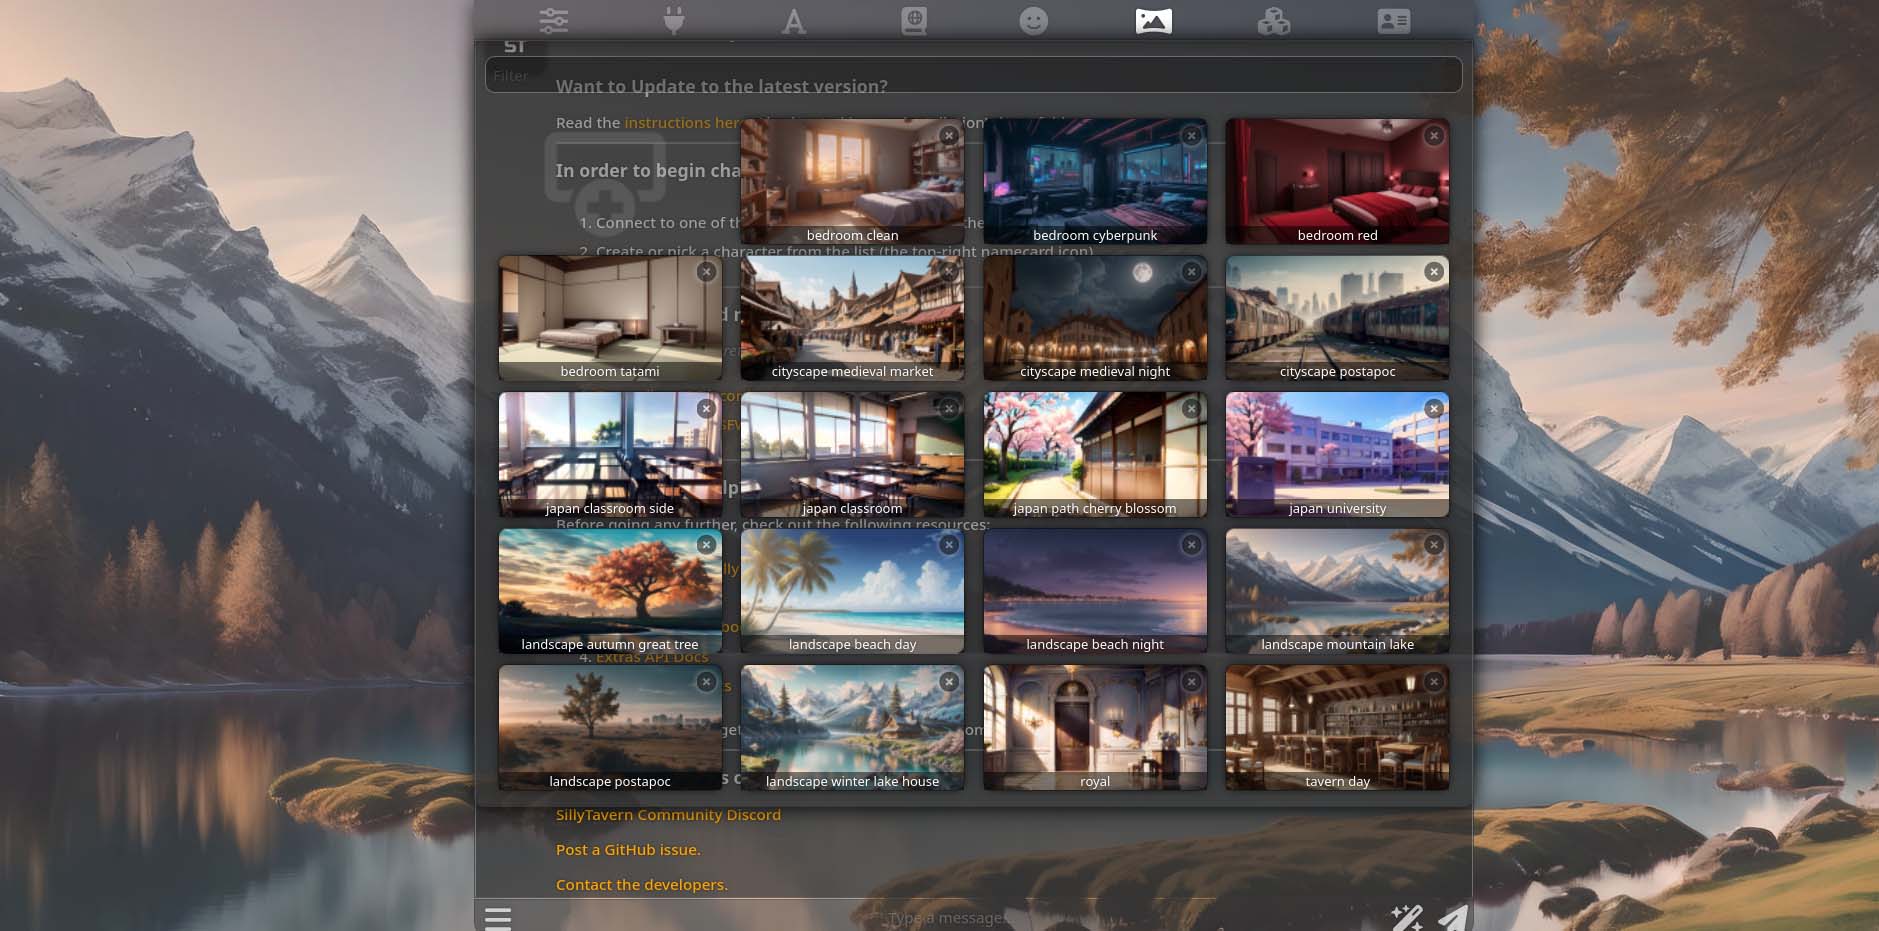 Filter
Want to Update to the latest version?
Read the instructions her
In order to begin cha
bedroom clean
bedroom cyberpunk
bedroom red
1. Connect to one of th
the
2. Create or pick a character from the list (the top-right namecard icon)
bedroom tatami
cityscape medieval market
cityscape medieval night
cityscape postapoc
japan classroom side
japan classroom
japan path cherry blossom
japan university
Before going any further, check out the following resources:
landscape autumn great tree
landscape beach day
landscape beach night
landscape mountain lake
4. Extras API Docs
landscape postapoc
landscape winter lake house
royal
tavern day
SillyTavern Community Discord
Post a GitHub issue.
Contact the developers.
Type a message...